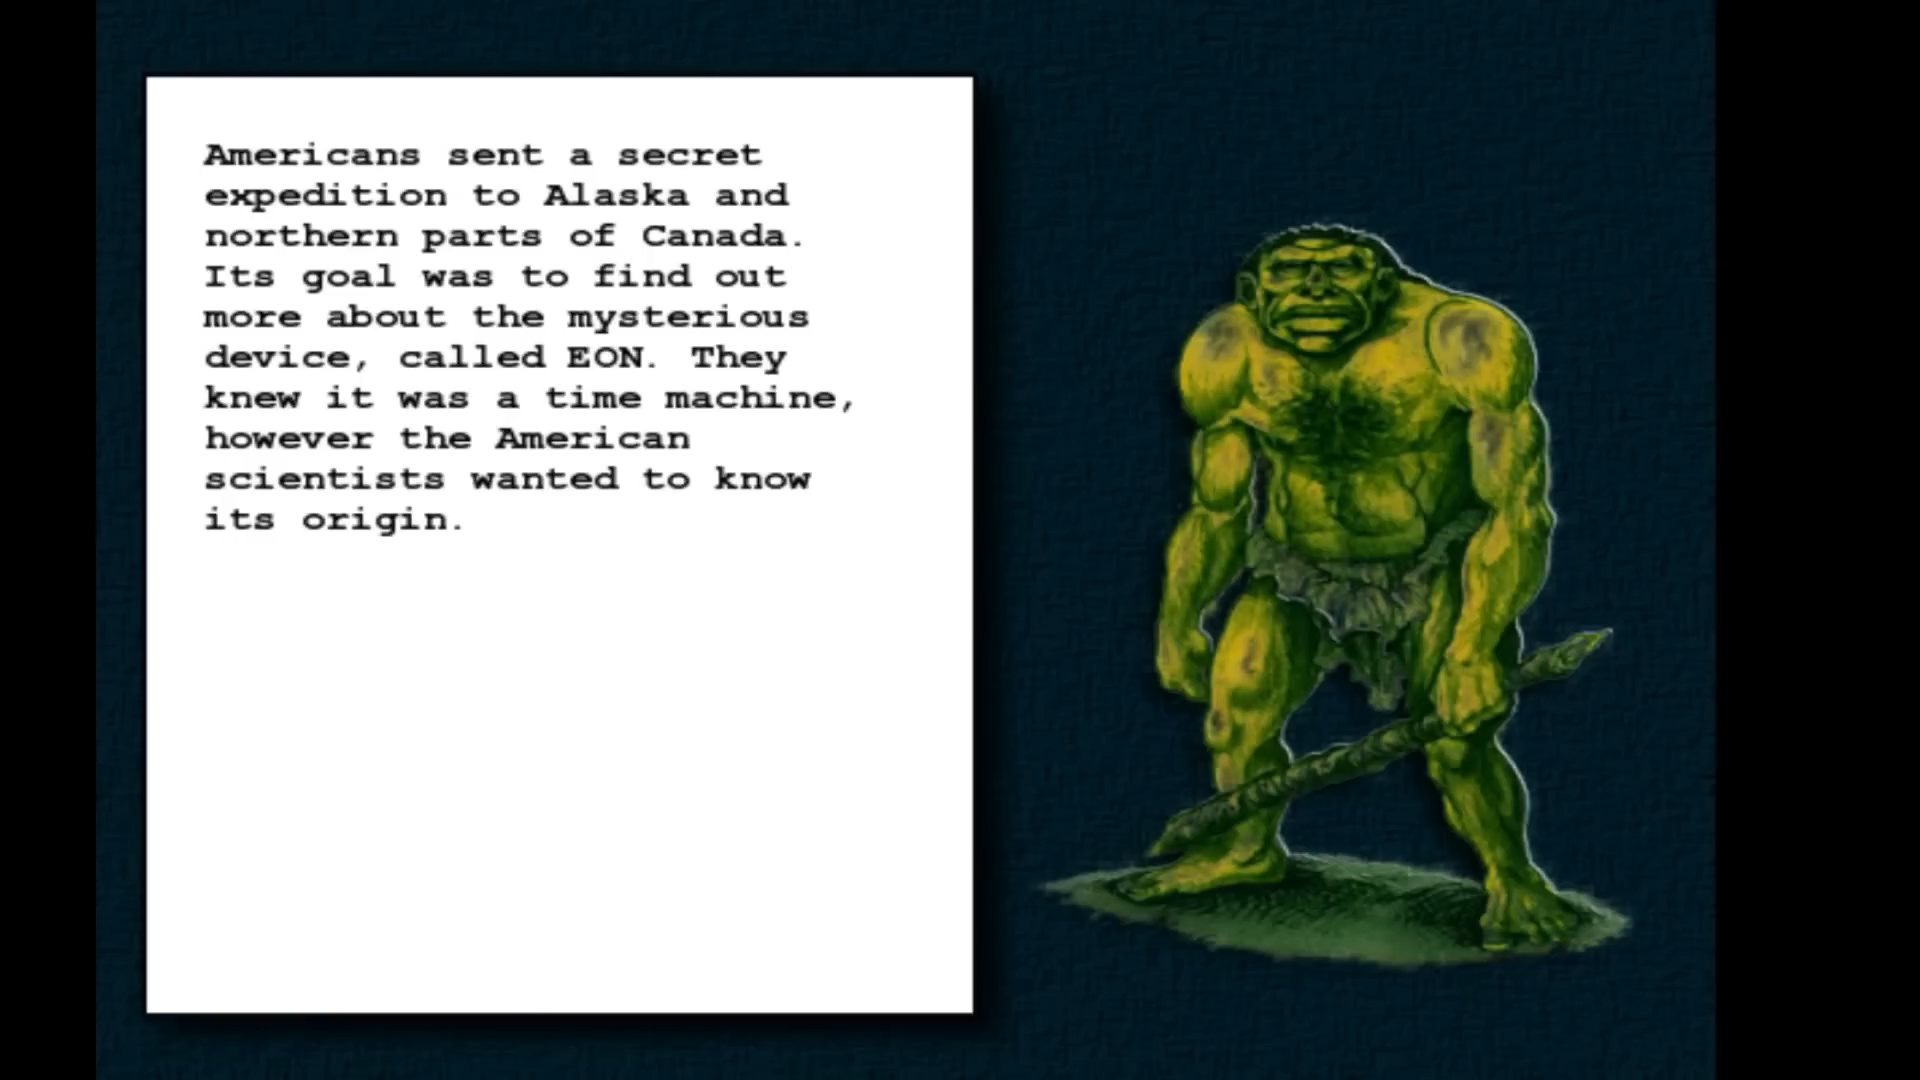 Americans sent a secret
expedition to Alaska and
northern parts of Canada.
Its goal was to find out
more about the mysterious
device, called EON. They
knew it was a time machine,
however the American
scientists wanted to know
its origin.